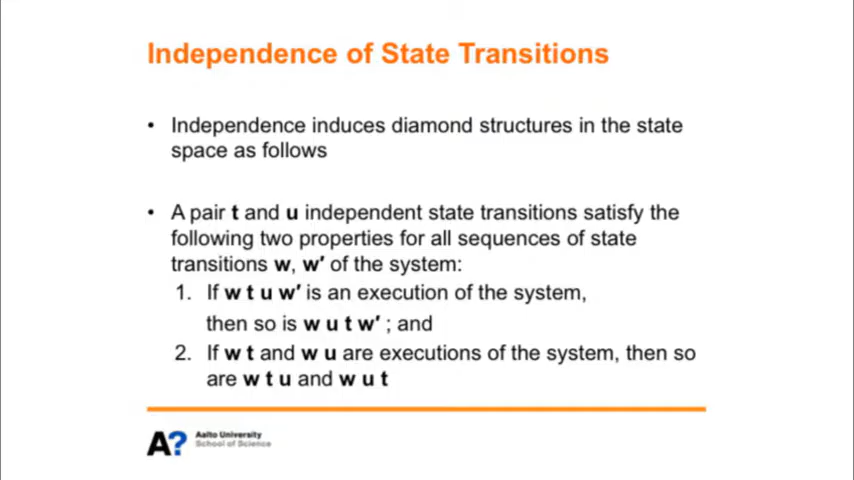 Independence of State Transitions
• Independence induces diamond structures in the state
space as follows
• A pair t and u independent state transitions satisfy the
following two properties for all sequences of state
transitions w, w′ of the system:
1. If w t u w′ is an execution of the system,
then so is w u t w′ ; and
2. If w t and w u are executions of the system, then so
are w t u and w u t
A?
Aalto University
School of Science